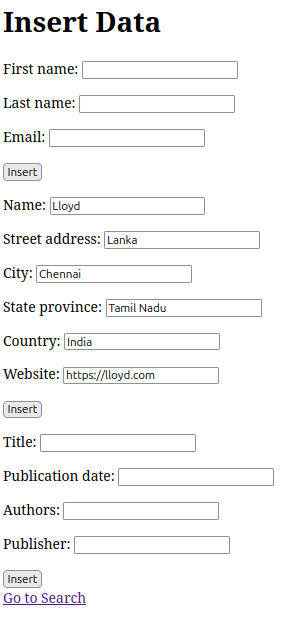 Insert Data
First name:
Last name:
Email:
Insert
Name: Lloyd
Street address: Lanka
City: Chennai
State province: Tamil Nadu
Country: India
Website: https://lloyd.com
Insert
Title:
Publication date:
Authors:
Publisher:
Insert
Go to Search